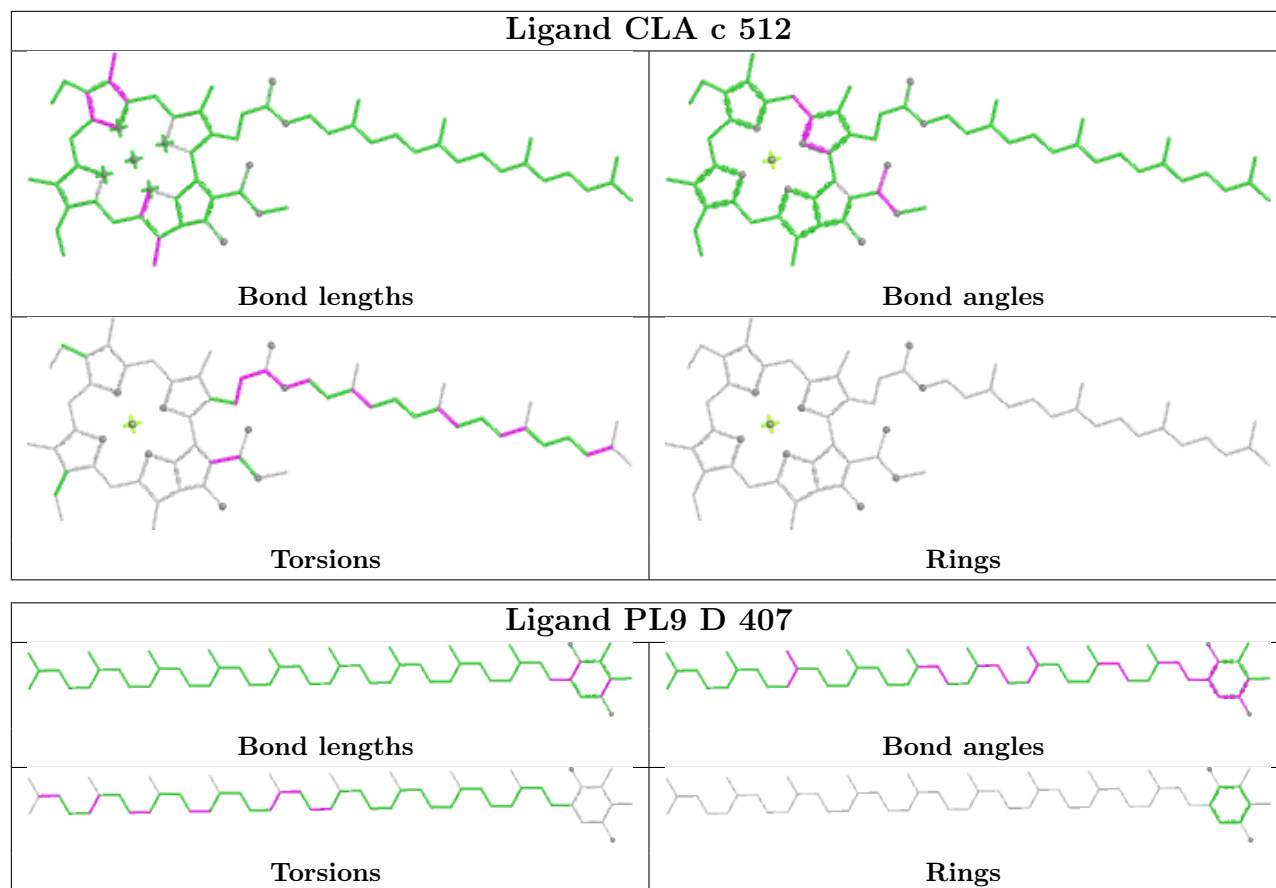 Ligand CLA c 512
Bond lengths
Bond angles
Torsions
Rings
Ligand PL9 D 407
Bond lengths
Bond angles
Torsions
Rings